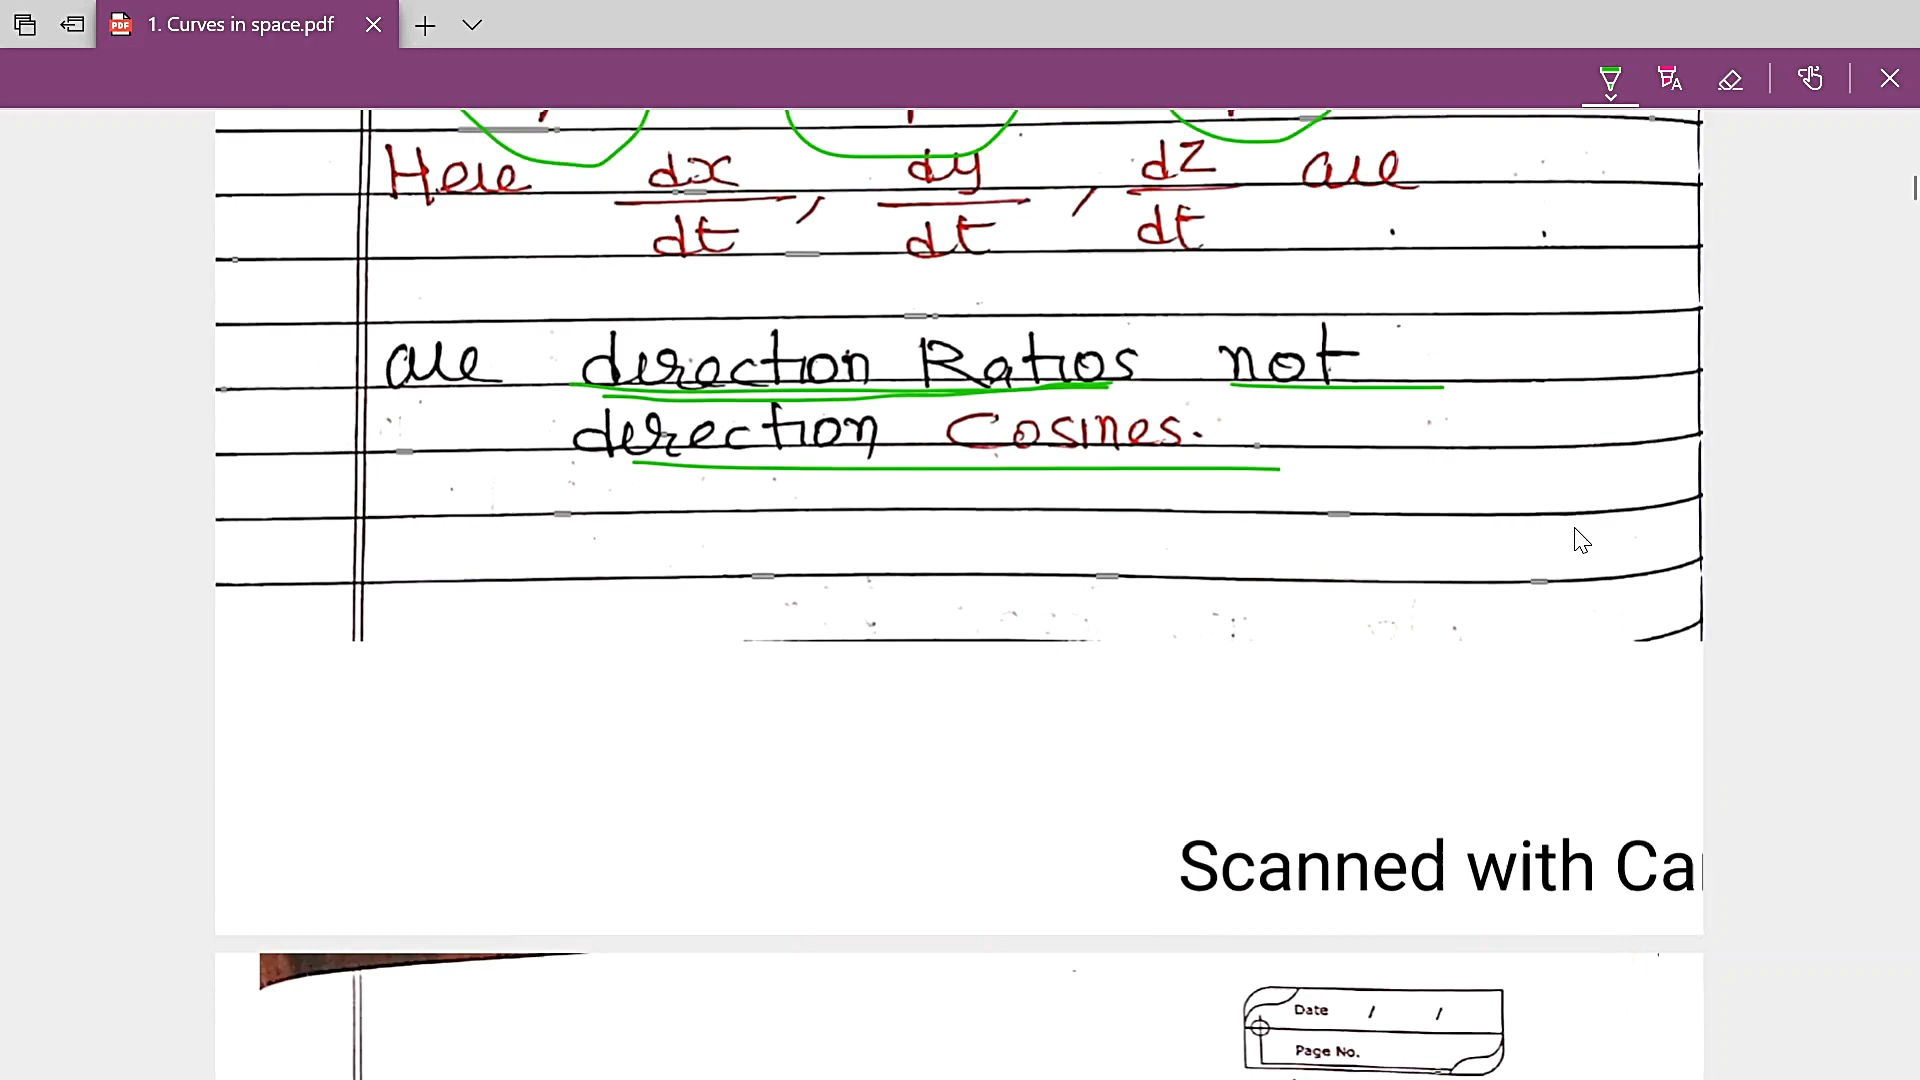 1. Curves in space.pdf
Here dx/dt, dy/dt, dz/dt are
are direction Ratios not
direction Cosines.
Scanned with Ca
Date / /
Page No.